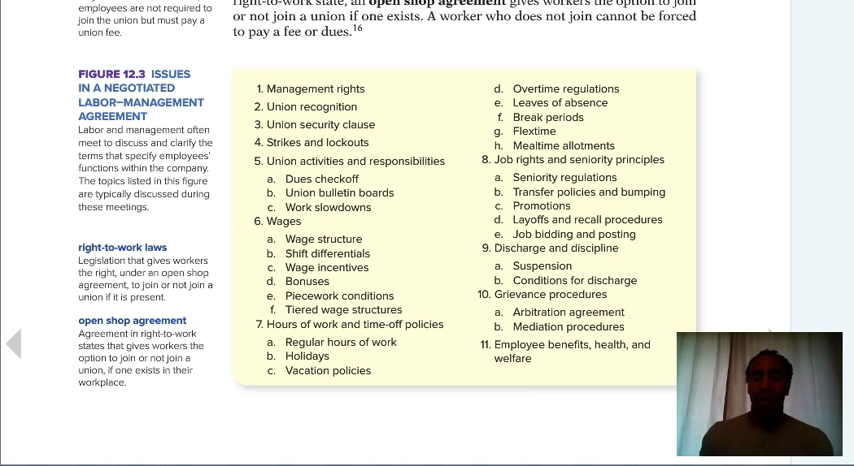 employees are not required to
join the union but must pay a
union fee.
right-to-work state, an open shop agreement gives workers the option to join
or not join a union if one exists. A worker who does not join cannot be forced
to pay a fee or dues.16
FIGURE 12.3 ISSUES
IN A NEGOTIATED
LABOR–MANAGEMENT
AGREEMENT
Labor and management often
meet to discuss and clarify the
terms that specify employees'
functions within the company.
The topics listed in this figure
are typically discussed during
these meetings.
right-to-work laws
Legislation that gives workers
the right, under an open shop
agreement, to join or not join a
union if it is present.
open shop agreement
Agreement in right-to-work
states that gives workers the
option to join or not join a
union, if one exists in their
workplace.
1. Management rights
2. Union recognition
3. Union security clause
4. Strikes and lockouts
5. Union activities and responsibilities
a. Dues checkoff
b. Union bulletin boards
c. Work slowdowns
6. Wages
a. Wage structure
b. Shift differentials
c. Wage incentives
d. Bonuses
e. Piecework conditions
f. Tiered wage structures
7. Hours of work and time-off policies
a. Regular hours of work
b. Holidays
c. Vacation policies
d. Overtime regulations
e. Leaves of absence
f. Break periods
g. Flextime
h. Mealtime allotments
8. Job rights and seniority principles
a. Seniority regulations
b. Transfer policies and bumping
c. Promotions
d. Layoffs and recall procedures
e. Job bidding and posting
9. Discharge and discipline
a. Suspension
b. Conditions for discharge
10. Grievance procedures
a. Arbitration agreement
b. Mediation procedures
11. Employee benefits, health, and
welfare